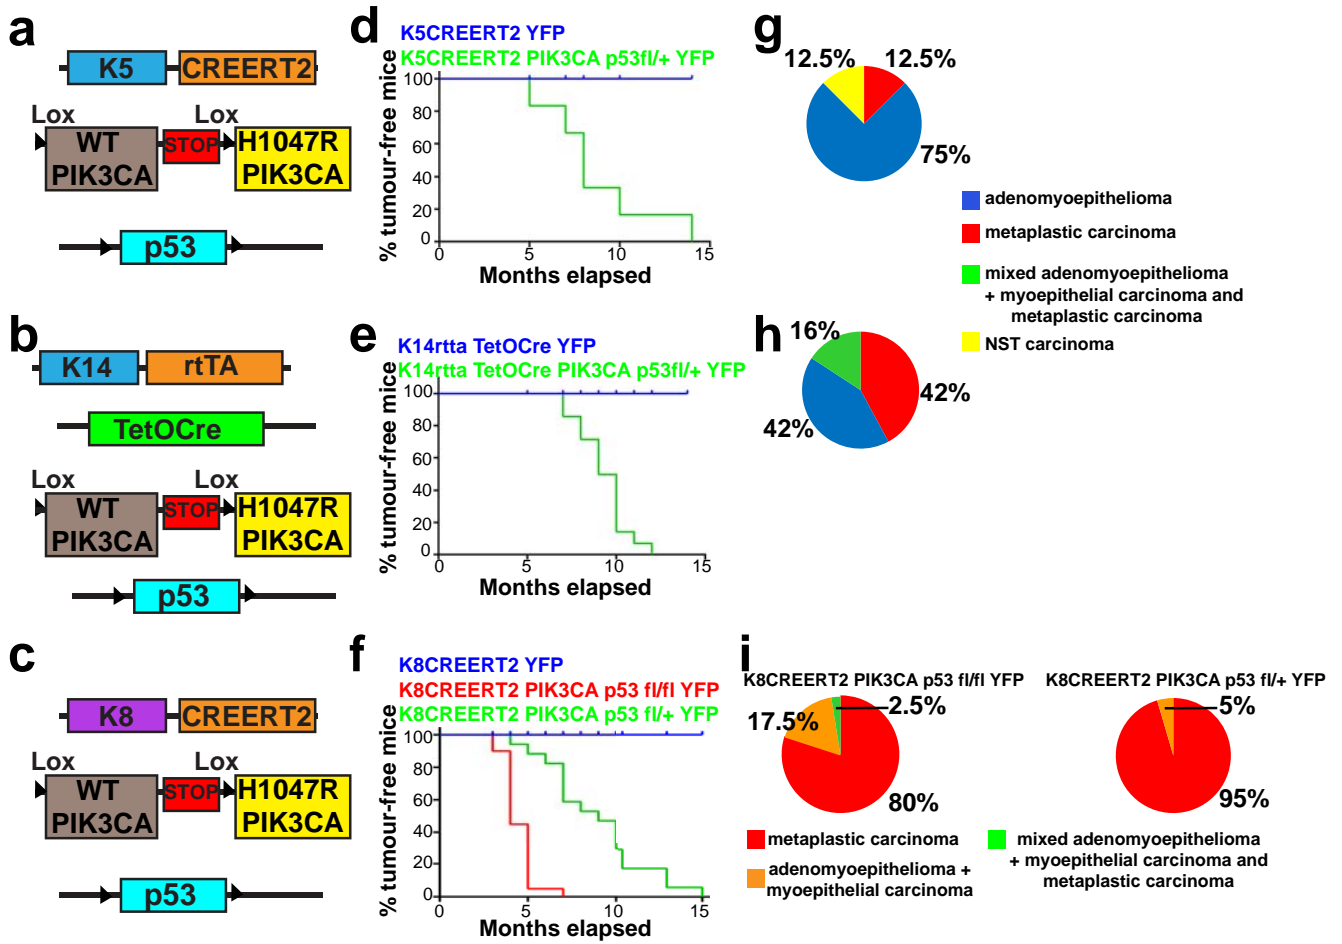 a
K5
CREERT2
Lox
Lox
WT
PIK3CA
STOP
H1047R
PIK3CA
p53
d
K5CREERT2 YFP
K5CREERT2 PIK3CA p53fl/+ YFP
% tumour-free mice
100
80
60
40
20
0
0
5
10
15
Months elapsed
g
12.5%
12.5%
75%
adenomyoepithelioma
metaplastic carcinoma
mixed adenomyoepithelioma
+ myoepithelial carcinoma and
metaplastic carcinoma
NST carcinoma
b
K14
rtTA
TetOCre
Lox
Lox
WT
PIK3CA
STOP
H1047R
PIK3CA
p53
e
K14rtta TetOCre YFP
K14rtta TetOCre PIK3CA p53fl/+ YFP
% tumour-free mice
100
80
60
40
20
0
0
5
10
15
Months elapsed
h
16%
42%
42%
c
K8
CREERT2
Lox
Lox
WT
PIK3CA
STOP
H1047R
PIK3CA
p53
f
K8CREERT2 YFP
K8CREERT2 PIK3CA p53 fl/fl YFP
K8CREERT2 PIK3CA p53 fl/+ YFP
% tumour-free mice
100
80
60
40
20
0
0
5
10
15
Months elapsed
i
K8CREERT2 PIK3CA p53 fl/fl YFP
2.5%
17.5%
80%
K8CREERT2 PIK3CA p53 fl/+ YFP
5%
95%
metaplastic carcinoma
adenomyoepithelioma +
myoepithelial carcinoma
mixed adenomyoepithelioma
+ myoepithelial carcinoma and
metaplastic carcinoma